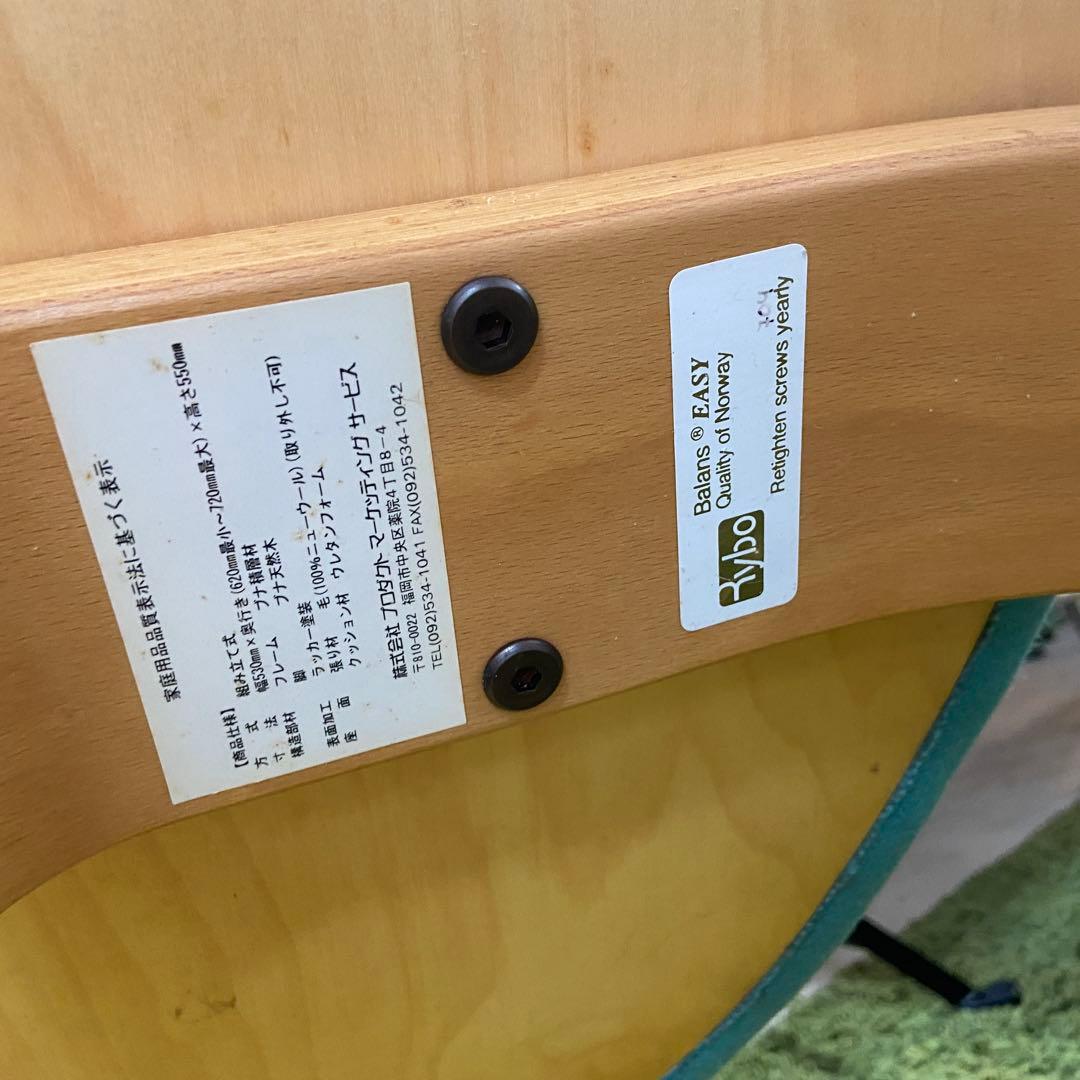 家庭用品品質表示法に基づく表示
【商品仕様】
方 式 組み立て式
寸 法 幅530mm×奥行き(620mm最小~720mm最大)×高さ550mm
構造部材 フレーム ブナ積層材
脚 ブナ天然木
表面加工 ラッカー塗装
座 面 張り材 毛(100%ニューウール)(取り外し不可)
クッション材 ウレタンフォーム
株式会社 プロダクト マーケッティング サービス
〒810-0022 福岡市中央区薬院4丁目8-4
TEL(092)534-1041 FAX(092)534-1042
Rybo
Balans® EASY
Quality of Norway
Retighten screws yearly